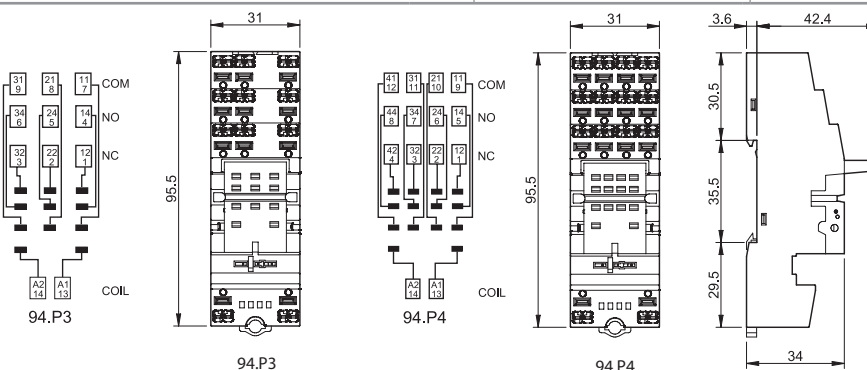 31
31
3.6
42.4
31 21 11
9 8 7
COM
34 24 14
6 5 4
NO
32 22 12
3 2 1
NC
95.5
41 31 21 11
12 11 10 9
COM
44 34 24 14
8 7 6 5
NO
42 32 22 12
4 3 2 1
NC
95.5
30.5
35.5
29.5
A2 A1
14 13
COIL
94.P3
A2 A1
14 13
COIL
94.P4
34
94.P3
94.P4